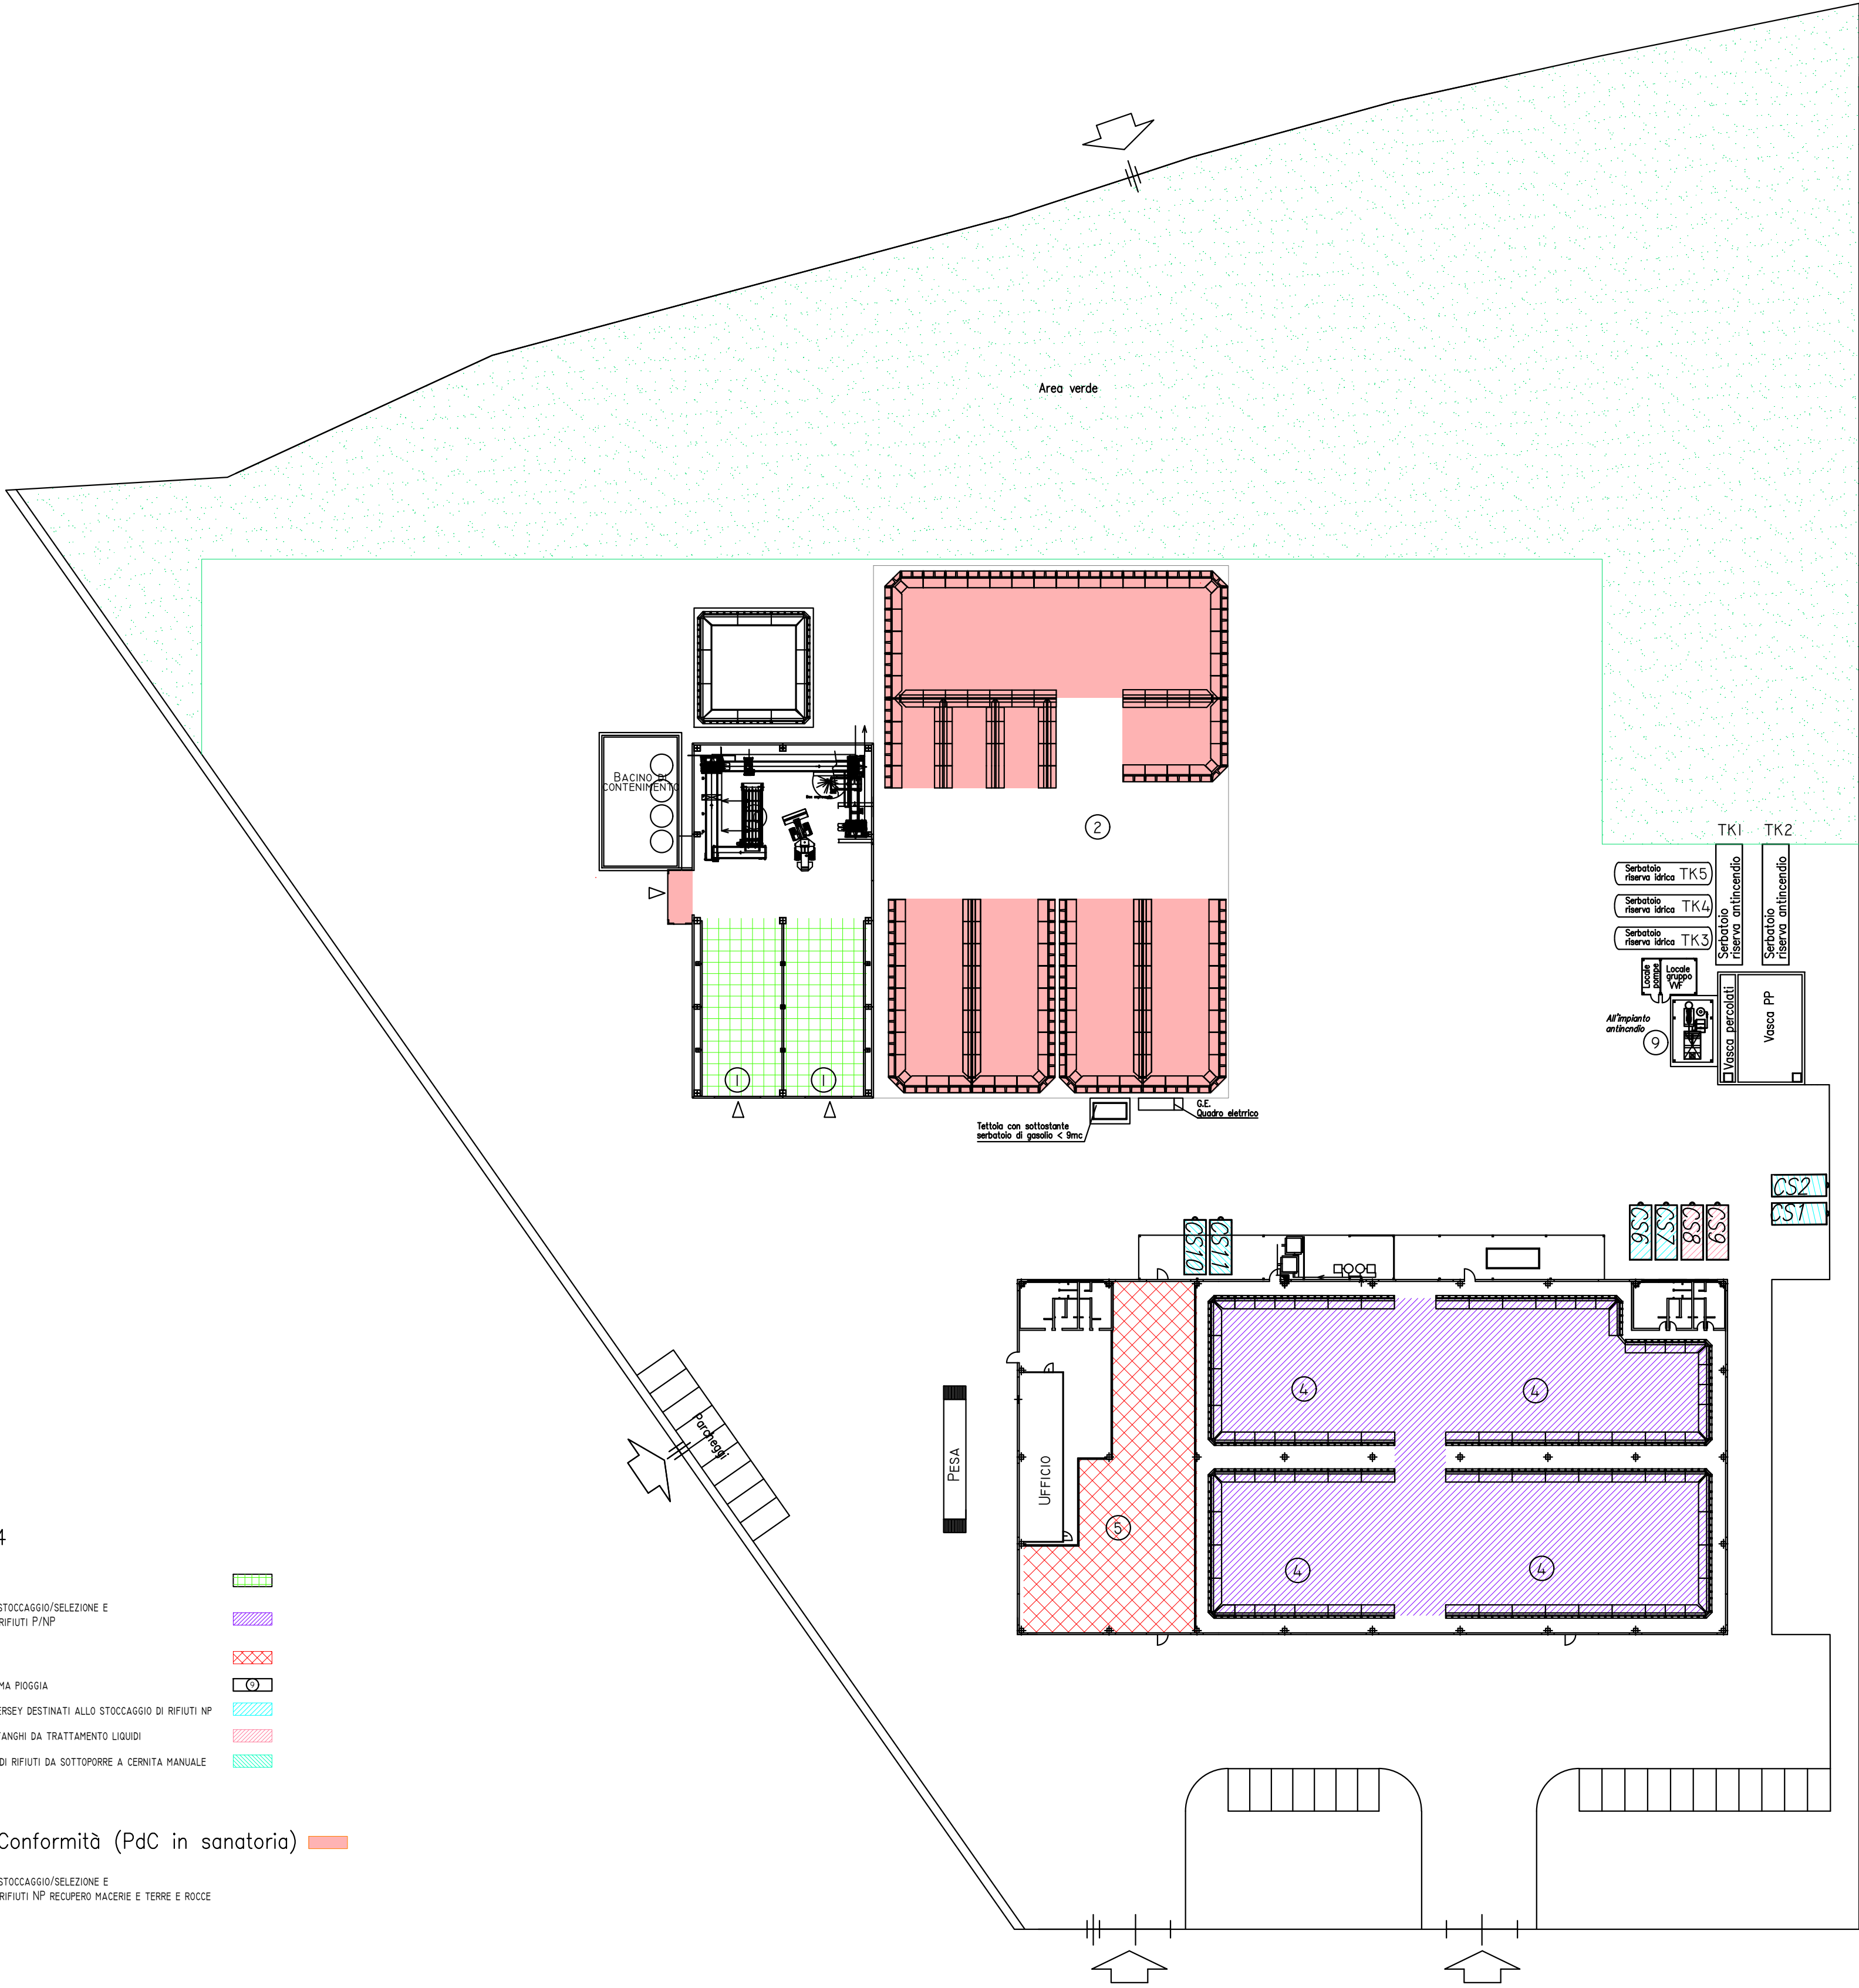 Area verde
BACINO DI
CONTENIMENTO
2
TK1
TK2
Serbatoio
riserva idrica TK5
Serbatoio
riserva idrica TK4
Serbatoio
riserva idrica TK3
Serbatoio
riserva antincendio
Serbatoio
riserva antincendio
Locale
pompe
Locale
gruppo
VVF
All'impianto
antincndio
9
Vasca percolati
Vasca PP
1
1
G.E.
Quadro eletrrico
Tettoia con sottostante
serbatoio di gasolio < 9mc
CS2
CS1
CS6
CS7
CS8
CS9
CS10
CS11
Parcheggi
PESA
UFFICIO
4
4
5
4
4
4
STOCCAGGIO/SELEZIONE E
RIFIUTI P/NP
MA PIOGGIA
9
ERSEY DESTINATI ALLO STOCCAGGIO DI RIFIUTI NP
FANGHI DA TRATTAMENTO LIQUIDI
DI RIFIUTI DA SOTTOPORRE A CERNITA MANUALE
Conformità (PdC in sanatoria)
STOCCAGGIO/SELEZIONE E
RIFIUTI NP RECUPERO MACERIE E TERRE E ROCCE